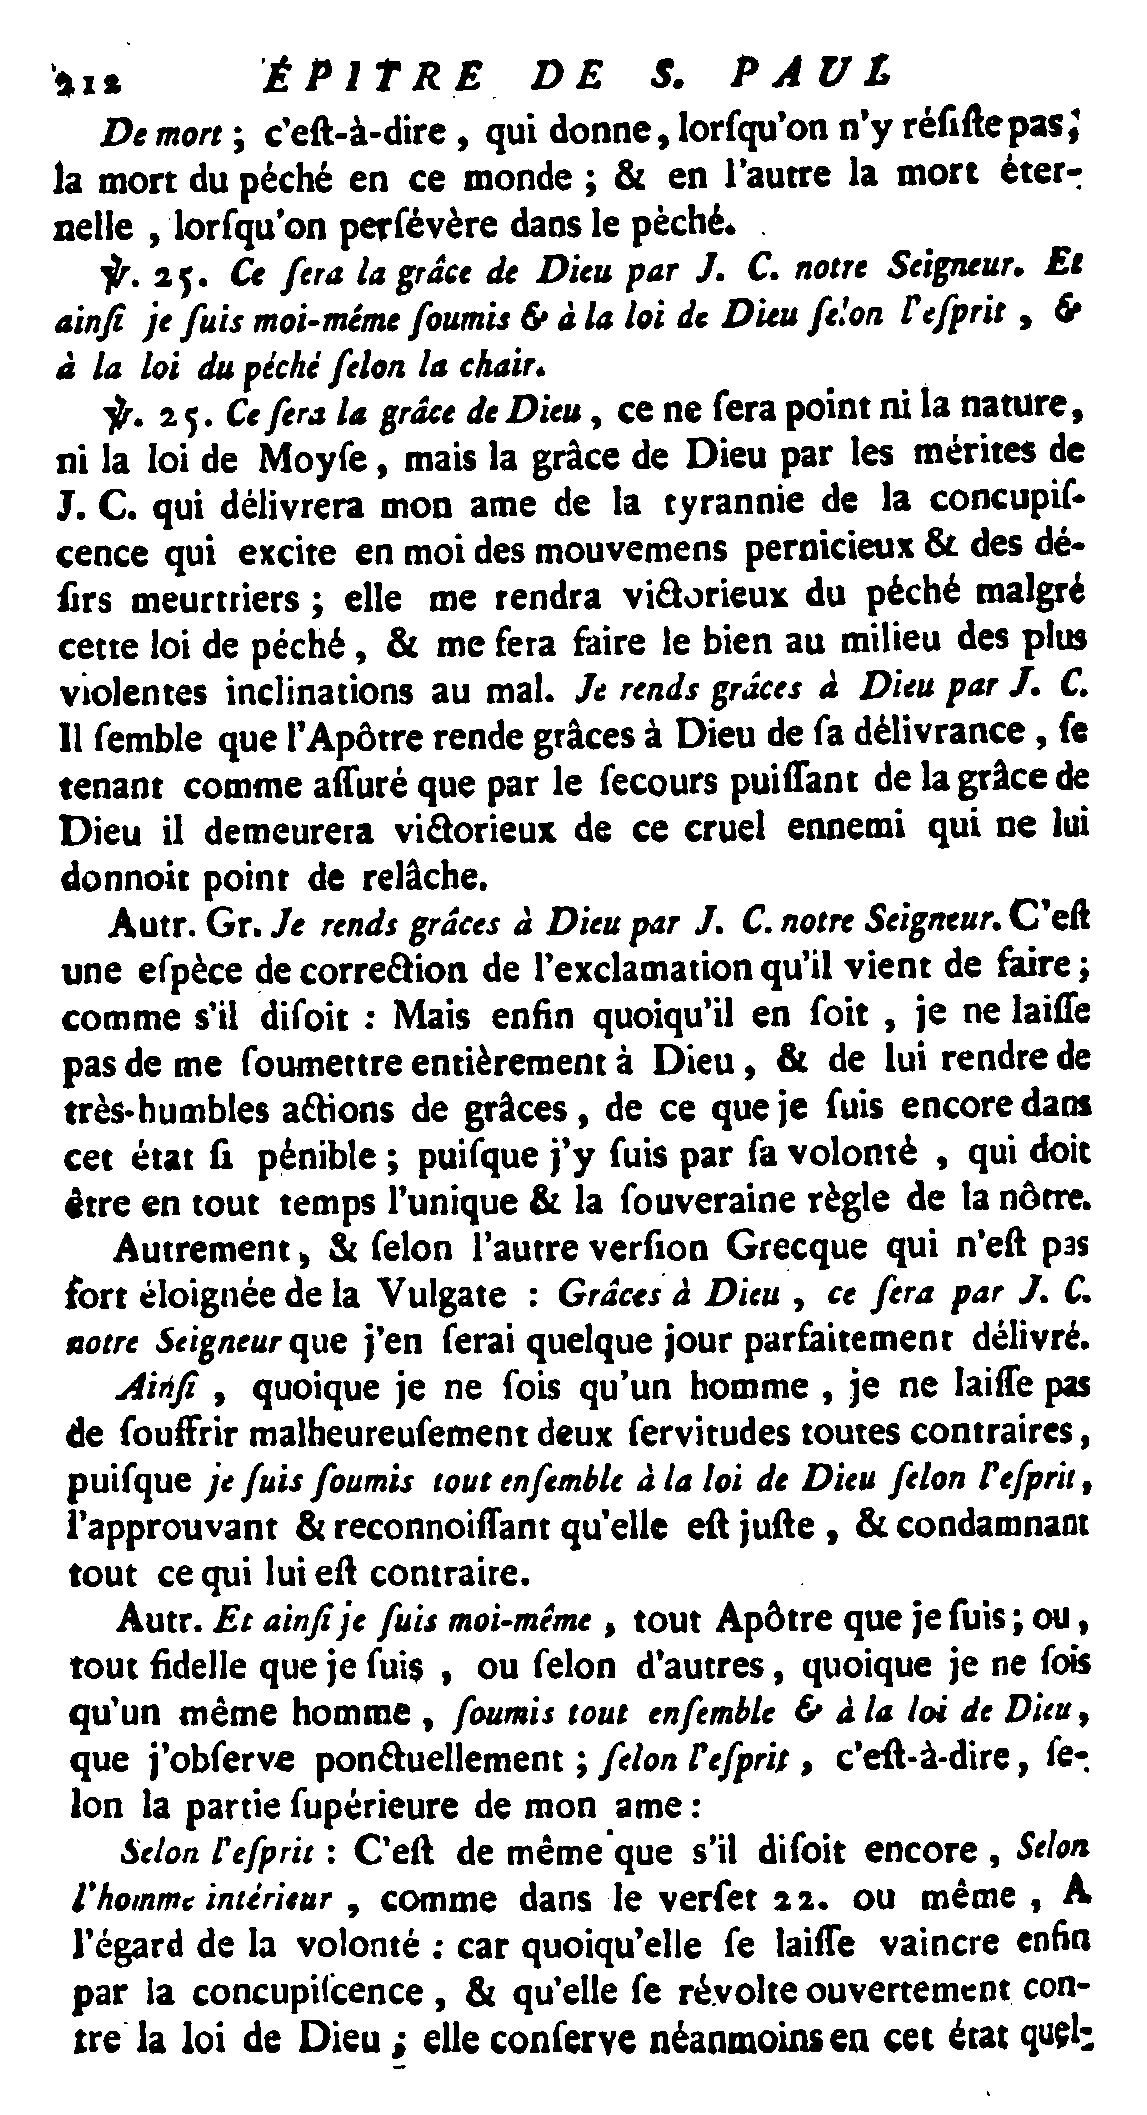 212 ÉPITRE DE S. PAUL
De mort ; c'eſt-à-dire , qui donne, lorſqu'on n'y réſiſte pas,
la mort du péché en ce monde ; & en l'autre la mort éter-
nelle , lorſqu'on perſévère dans le péché.
℣. 25. Ce ſera la grâce de Dieu par J. C. notre Seigneur. Et
ainſi je ſuis moi-même ſoumis & à la loi de Dieu ſelon l'eſprit , &
à la loi du péché ſelon la chair.
℣. 25. Ce ſera la grâce de Dieu , ce ne ſera point ni la nature,
ni la loi de Moyſe , mais la grâce de Dieu par les mérites de
J. C. qui délivrera mon ame de la tyrannie de la concupiſ-
cence qui excite en moi des mouvemens pernicieux & des dé-
ſirs meurtriers ; elle me rendra victorieux du péché malgré
cette loi de péché , & me fera faire le bien au milieu des plus
violentes inclinations au mal. Je rends grâces à Dieu par J. C.
Il ſemble que l'Apôtre rende grâces à Dieu de ſa délivrance , ſe
tenant comme aſſuré que par le ſecours puiſſant de la grâce de
Dieu il demeurera victorieux de ce cruel ennemi qui ne lui
donnoit point de relâche.
Autr. Gr. Je rends grâces à Dieu par J. C. notre Seigneur. C'eſt
une eſpèce de correction de l'exclamation qu'il vient de faire ;
comme s'il diſoit : Mais enfin quoiqu'il en ſoit , je ne laiſſe
pas de me ſoumettre entièrement à Dieu , & de lui rendre de
très-humbles actions de grâces , de ce que je ſuis encore dans
cet état ſi pénible ; puiſque j'y ſuis par ſa volonté , qui doit
être en tout temps l'unique & la ſouveraine règle de la nôtre.
Autrement , & ſelon l'autre verſion Grecque qui n'eſt pas
fort éloignée de la Vulgate : Grâces à Dieu , ce ſera par J. C.
notre Seigneur que j'en ſerai quelque jour parfaitement délivré.
Ainſi , quoique je ne ſois qu'un homme , je ne laiſſe pas
de ſouffrir malheureuſement deux ſervitudes toutes contraires ,
puiſque je ſuis ſoumis tout enſemble à la loi de Dieu ſelon l'eſprit ,
l'approuvant & reconnoiſſant qu'elle eſt juſte , & condamnant
tout ce qui lui eſt contraire.
Autr. Et ainſi je ſuis moi-même , tout Apôtre que je ſuis ; ou ,
tout fidelle que je ſuis , ou ſelon d'autres , quoique je ne ſois
qu'un même homme , ſoumis tout enſemble & à la loi de Dieu ,
que j'obſerve ponctuellement ; ſelon l'eſprit , c'eſt-à-dire , ſe-
lon la partie ſupérieure de mon ame :
Selon l'eſprit : C'eſt de même que s'il diſoit encore , Selon
l'homme intérieur , comme dans le verſet 22. ou même , A
l'égard de la volonté : car quoiqu'elle ſe laiſſe vaincre enfin
par la concupiſcence , & qu'elle ſe révolte ouvertement con-
tre la loi de Dieu ; elle conſerve néanmoins en cet état quel-